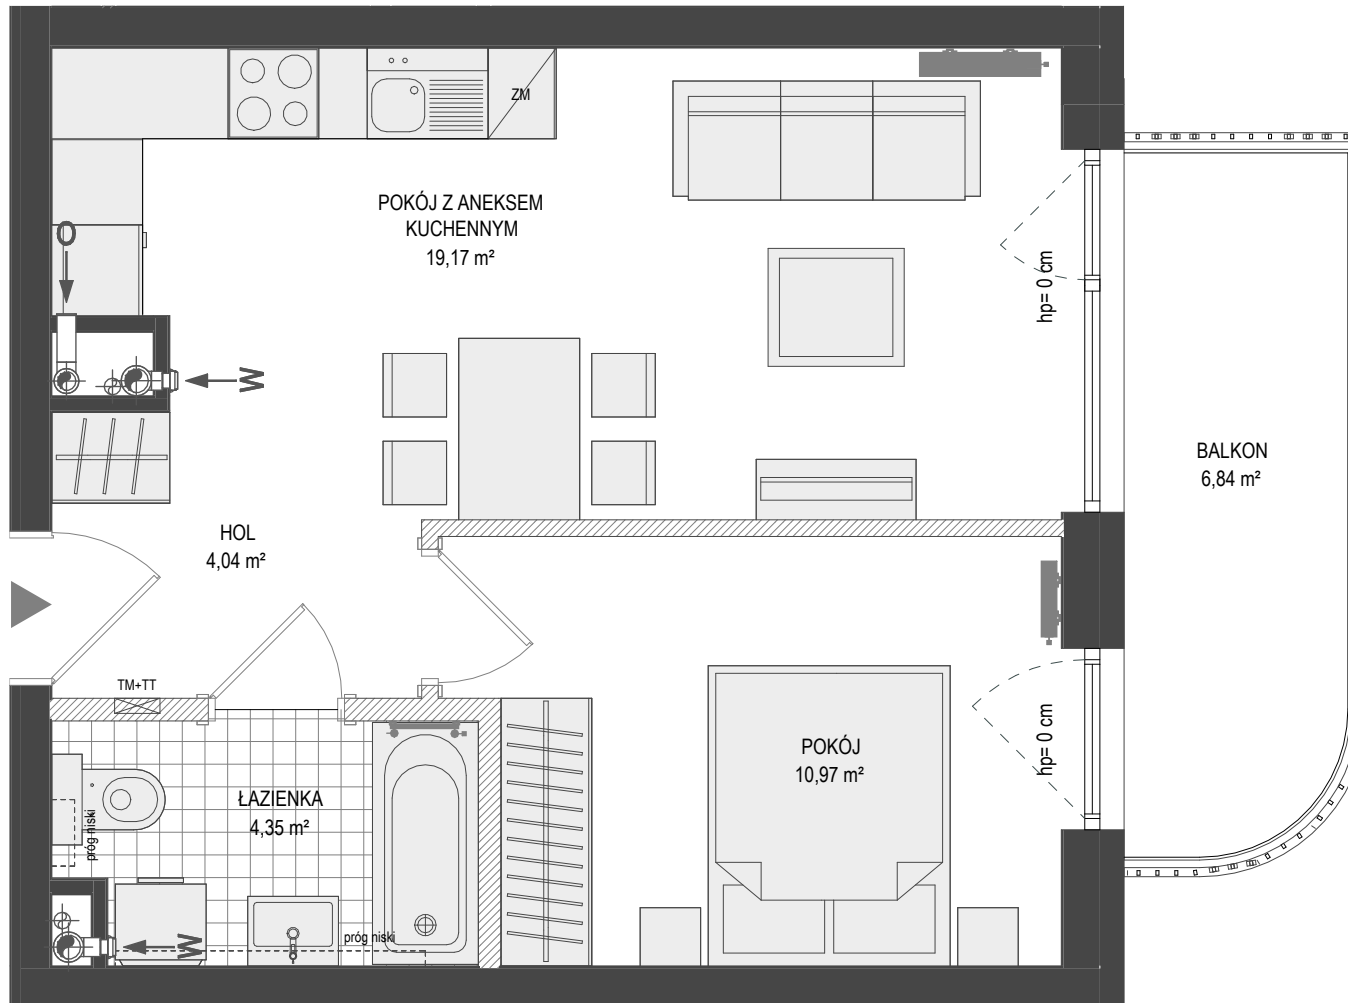 ZM
POKÓJ Z ANEKSEM
KUCHENNYM
19,17 m²
O
hp= 0 cm
W
BALKON
6,84 m²
HOL
4,04 m²
TM+TT
POKÓJ
10,97 m²
hp= 0 cm
ŁAZIENKA
4,35 m²
próg niski
W
próg niski